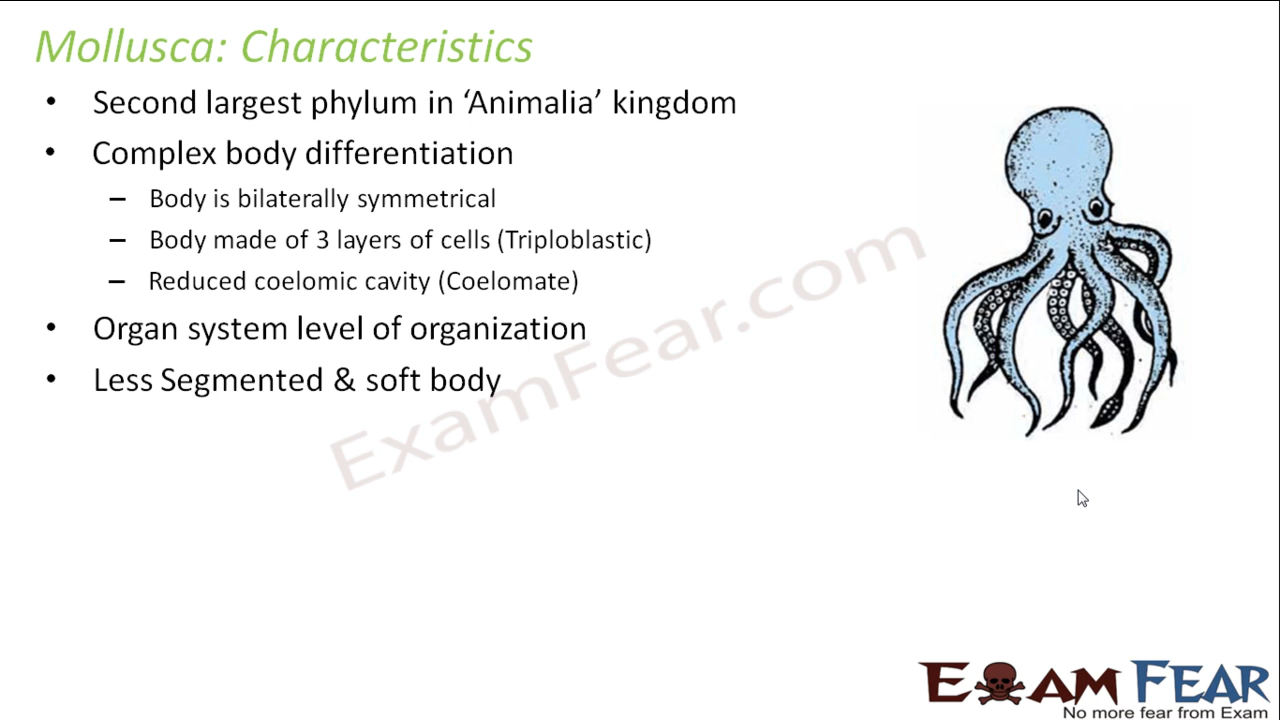 Mollusca: Characteristics
• Second largest phylum in ‘Animalia’ kingdom
• Complex body differentiation
– Body is bilaterally symmetrical
– Body made of 3 layers of cells (Triploblastic)
– Reduced coelomic cavity (Coelomate)
• Organ system level of organization
• Less Segmented & soft body
ExamFear.com
EXAM FEAR
No more fear from Exam